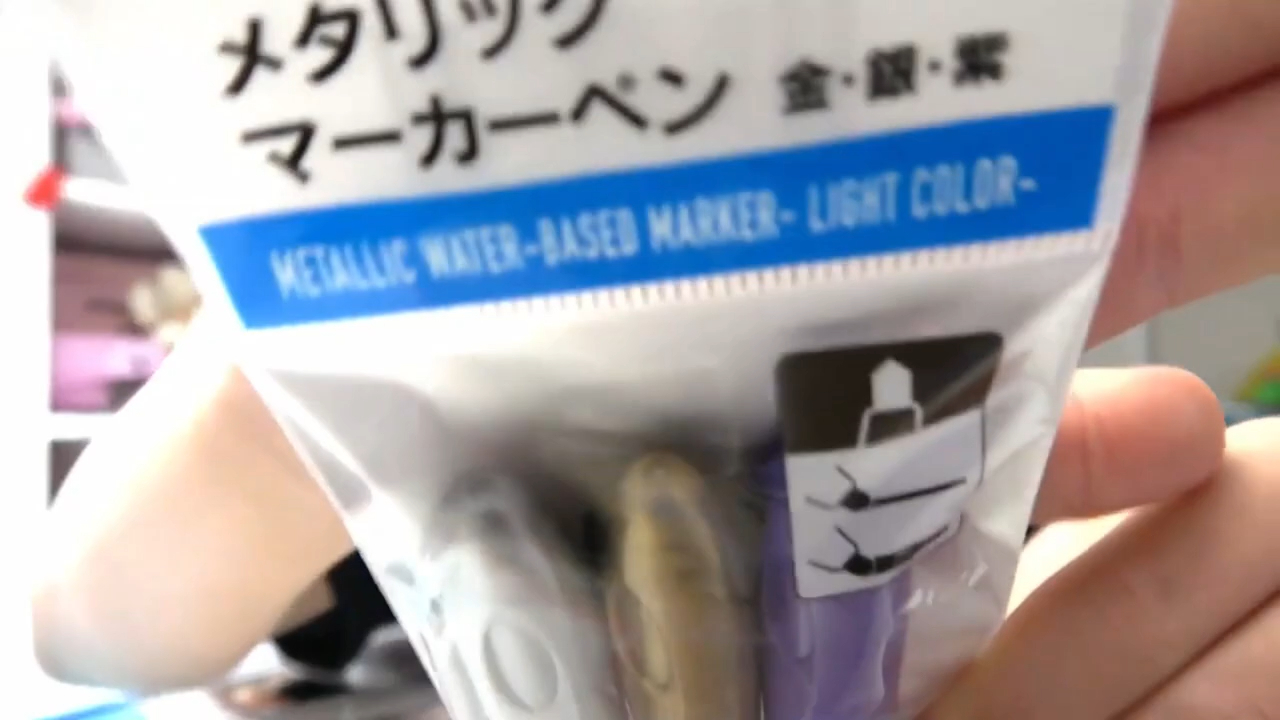 メタリック
マーカーペン 金・銀・紫
METALLIC WATER-BASED MARKER- LIGHT COLOR-